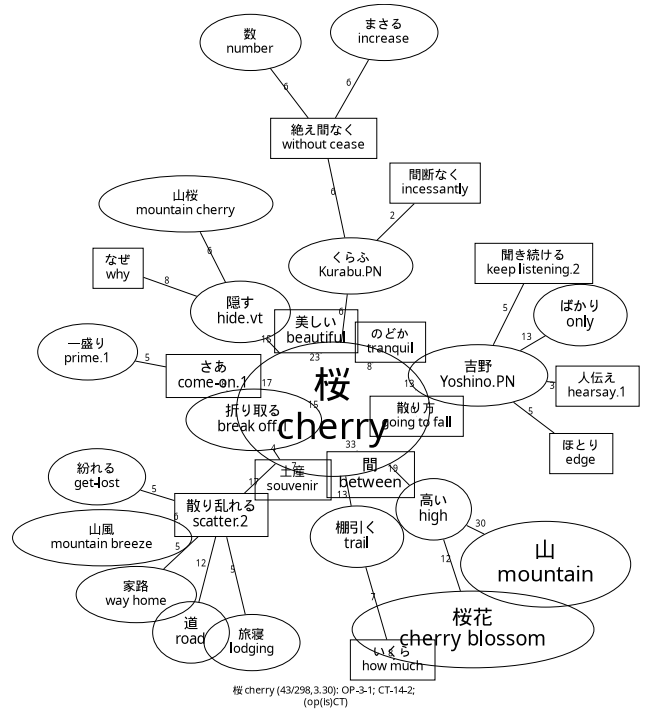 数
number
まさる
increase
6
6
絶え間なく
without cease
間断なく
incessantly
6
2
山桜
mountain cherry
くらふ
Kurabu.PN
6
なぜ
why
8
聞き続ける
keep listening.2
隠す
hide.vt
6
美しい
beautiful
のどか
tranquil
5
ばかり
only
13
一盛り
prime.1
5
さあ
come-on.1
16
23
8
吉野
Yoshino.PN
人伝え
hearsay.1
3
17
桜
cherry
13
折り取る
break off.1
15
散り方
going to fall
5
ほとり
edge
4
33
紛れる
get-lost
土産
souvenir
7
間
between
19
17
13
5
散り乱れる
scatter.2
高い
high
山風
mountain breeze
6
5
棚引く
trail
30
山
mountain
12
5
12
家路
way home
7
桜花
cherry blossom
道
road
旅寝
lodging
いくら
how much
桜 cherry (43/298,3.30): OP-3-1; CT-14-2;
(op(is)CT)